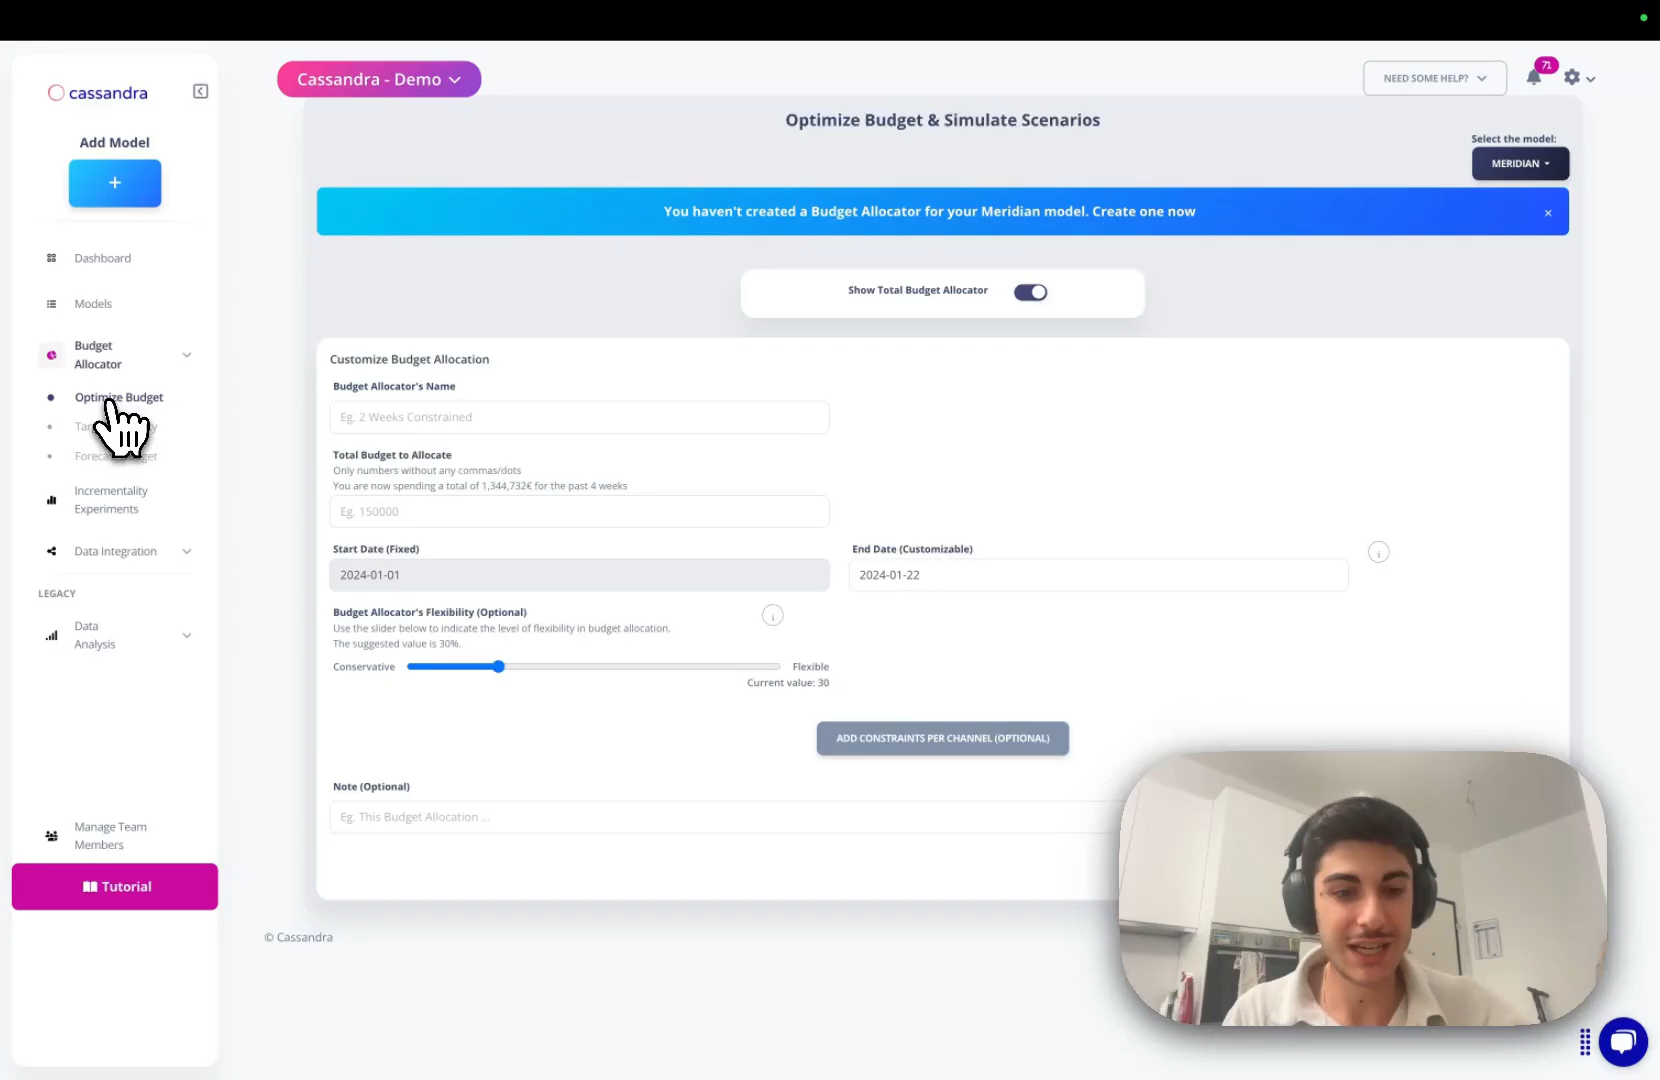 cassandra
Add Model
+
Dashboard
Models
Budget
Allocator
Optimize Budget
Incrementality
Experiments
Data Integration
LEGACY
Data
Analysis
Manage Team
Members
Tutorial
Cassandra - Demo
NEED SOME HELP?
71
Optimize Budget & Simulate Scenarios
Select the model:
MERIDIAN
You haven't created a Budget Allocator for your Meridian model. Create one now
×
Show Total Budget Allocator
Customize Budget Allocation
Budget Allocator's Name
Eg. 2 Weeks Constrained
Total Budget to Allocate
Only numbers without any commas/dots
You are now spending a total of 1,344,732€ for the past 4 weeks
Eg. 150000
Start Date (Fixed)
End Date (Customizable)
i
2024-01-01
2024-01-22
Budget Allocator's Flexibility (Optional)
i
Use the slider below to indicate the level of flexibility in budget allocation.
The suggested value is 30%.
Conservative
Flexible
Current value: 30
ADD CONSTRAINTS PER CHANNEL (OPTIONAL)
Note (Optional)
Eg. This Budget Allocation ...
© Cassandra